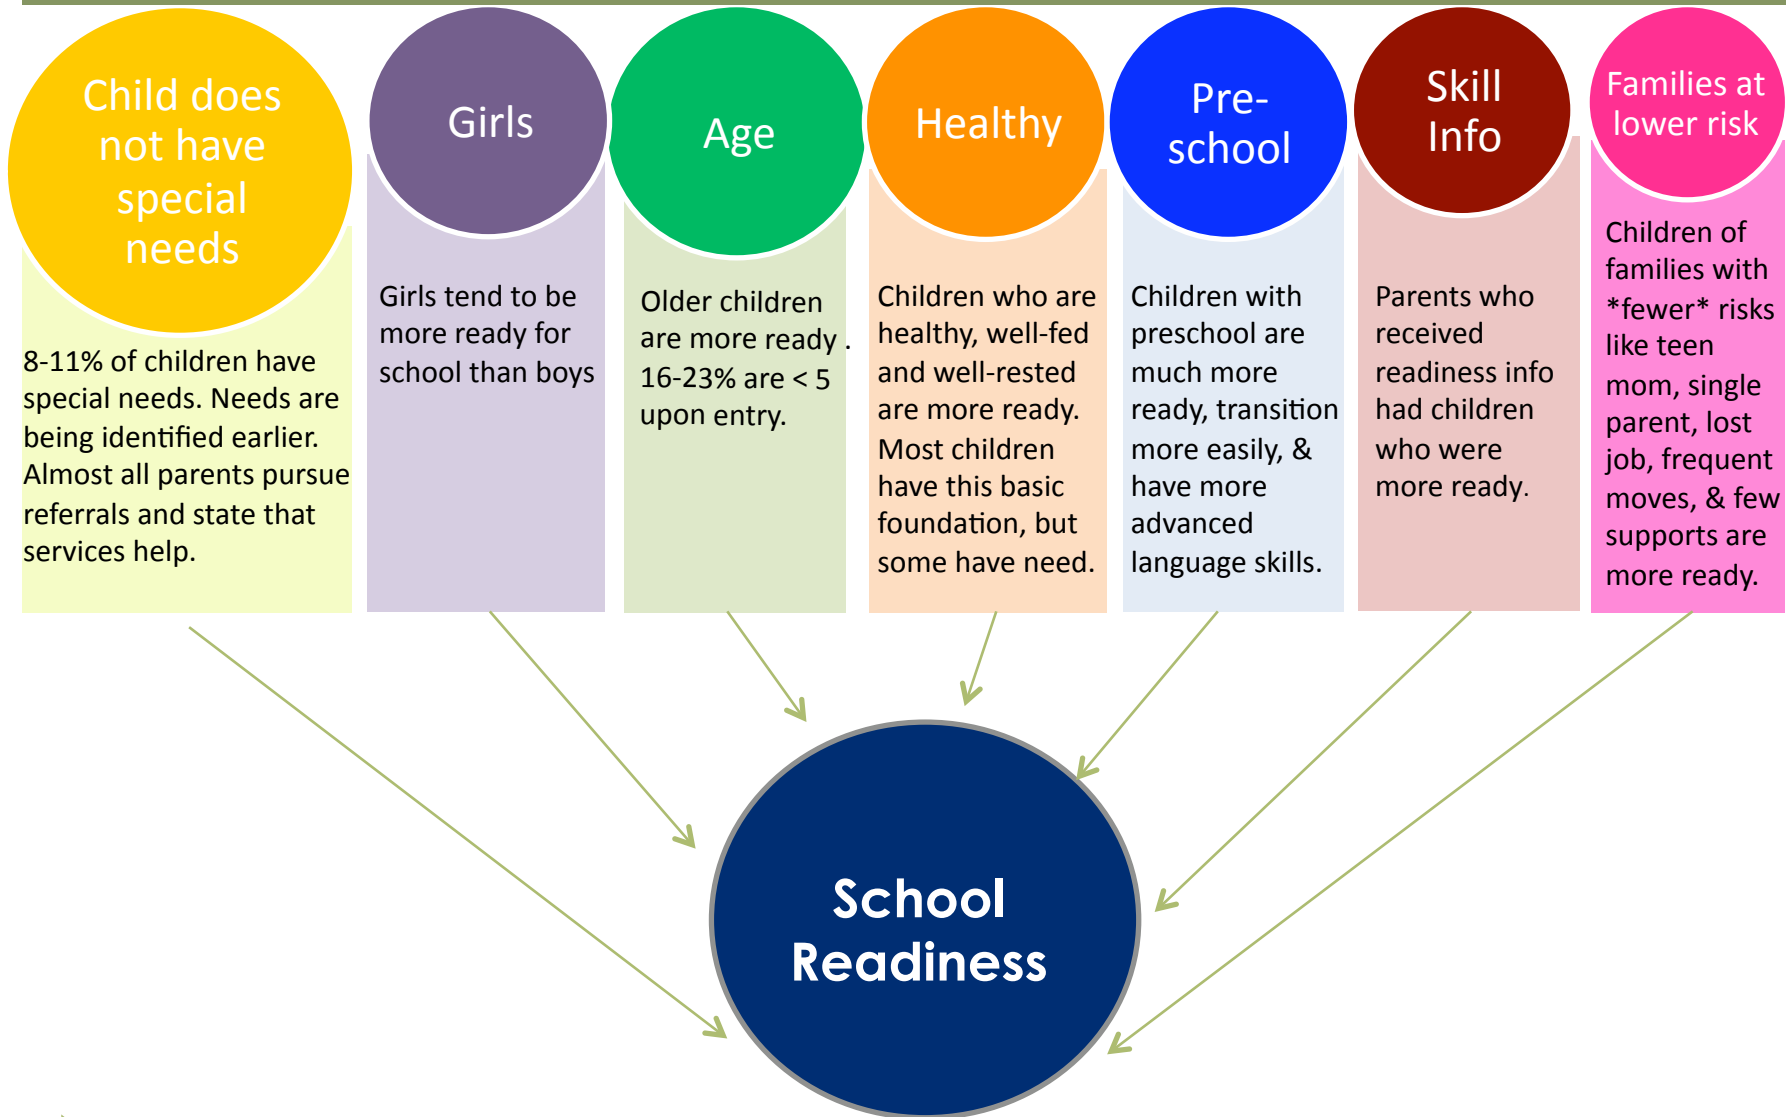 Child does
not have
special
needs
8-11% of children have
special needs. Needs are
being identified earlier.
Almost all parents pursue
referrals and state that
services help.
Girls
Girls tend to be
more ready for
school than boys
Age
Older children
are more ready .
16-23% are < 5
upon entry.
Healthy
Children who are
healthy, well-fed
and well-rested
are more ready.
Most children
have this basic
foundation, but
some have need.
Pre-
school
Children with
preschool are
much more
ready, transition
more easily, &
have more
advanced
language skills.
Skill
Info
Parents who
received
readiness info
had children
who were
more ready.
Families at
lower risk
Children of
families with
*fewer* risks
like teen
mom, single
parent, lost
job, frequent
moves, & few
supports are
more ready.
School
Readiness